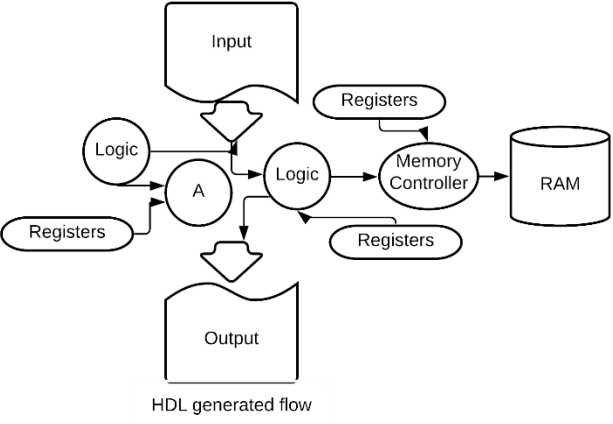 Input
Registers
Logic
Memory
Controller
Logic
RAM
A
Registers
Registers
Output
HDL generated flow